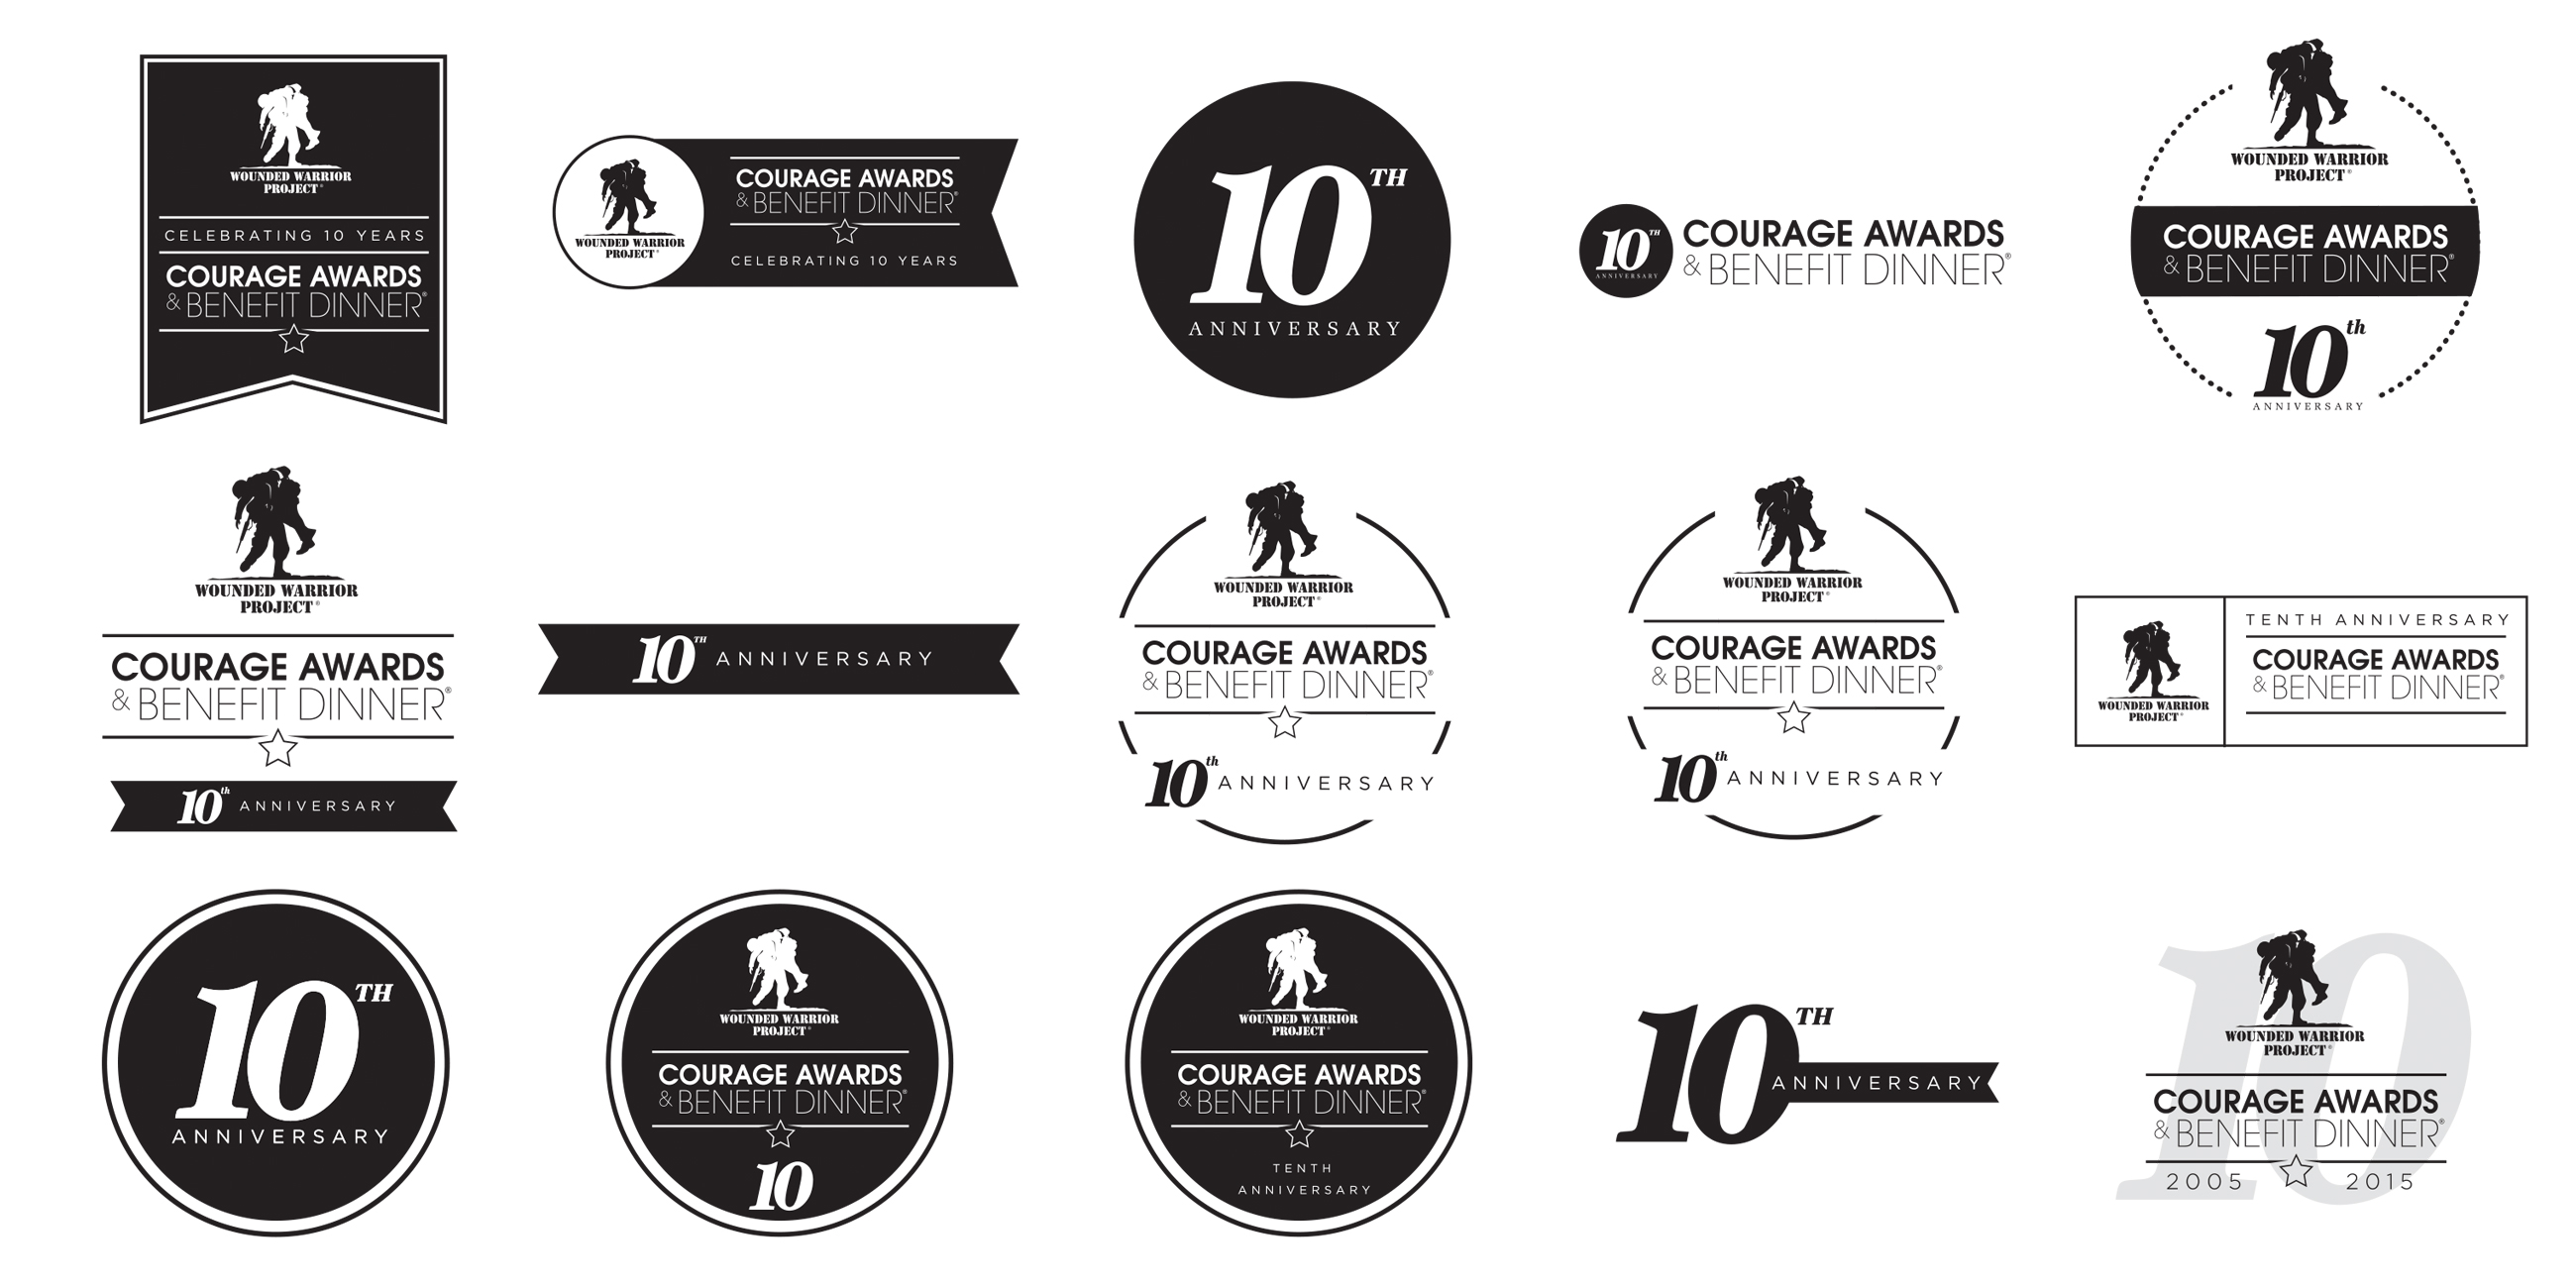 WOUNDED WARRIOR
PROJECT®
CELEBRATING 10 YEARS
COURAGE AWARDS
& BENEFIT DINNER®
WOUNDED WARRIOR
PROJECT®
COURAGE AWARDS
& BENEFIT DINNER®
CELEBRATING 10 YEARS
10TH
ANNIVERSARY
10TH
ANNIVERSARY
COURAGE AWARDS
& BENEFIT DINNER®
WOUNDED WARRIOR
PROJECT®
COURAGE AWARDS
& BENEFIT DINNER®
10th
ANNIVERSARY
WOUNDED WARRIOR
PROJECT®
COURAGE AWARDS
& BENEFIT DINNER®
10th ANNIVERSARY
10TH ANNIVERSARY
WOUNDED WARRIOR
PROJECT®
COURAGE AWARDS
& BENEFIT DINNER®
10th ANNIVERSARY
WOUNDED WARRIOR
PROJECT®
COURAGE AWARDS
& BENEFIT DINNER®
10th ANNIVERSARY
WOUNDED WARRIOR
PROJECT®
TENTH ANNIVERSARY
COURAGE AWARDS
& BENEFIT DINNER®
10TH
ANNIVERSARY
WOUNDED WARRIOR
PROJECT®
COURAGE AWARDS
& BENEFIT DINNER®
10
WOUNDED WARRIOR
PROJECT®
COURAGE AWARDS
& BENEFIT DINNER®
TENTH
ANNIVERSARY
10TH
ANNIVERSARY
10
WOUNDED WARRIOR
PROJECT®
COURAGE AWARDS
& BENEFIT DINNER®
2005 2015